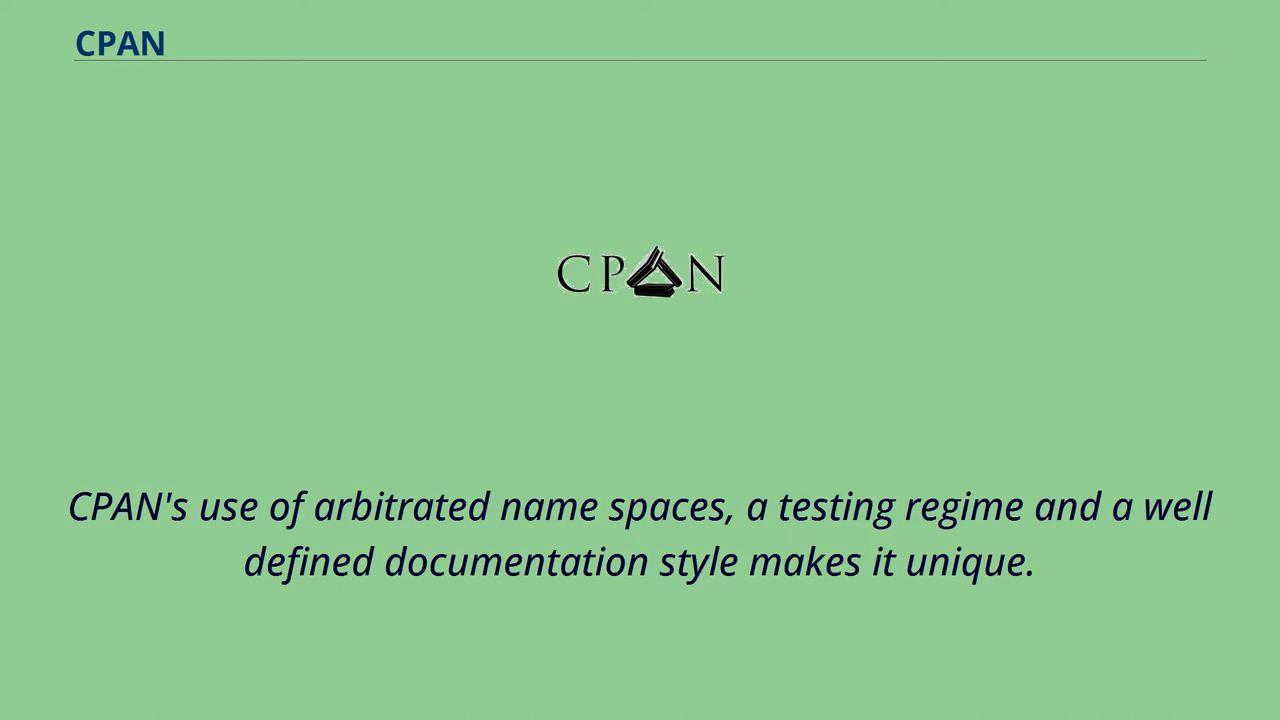 CPAN
CPAN
CPAN's use of arbitrated name spaces, a testing regime and a well
defined documentation style makes it unique.